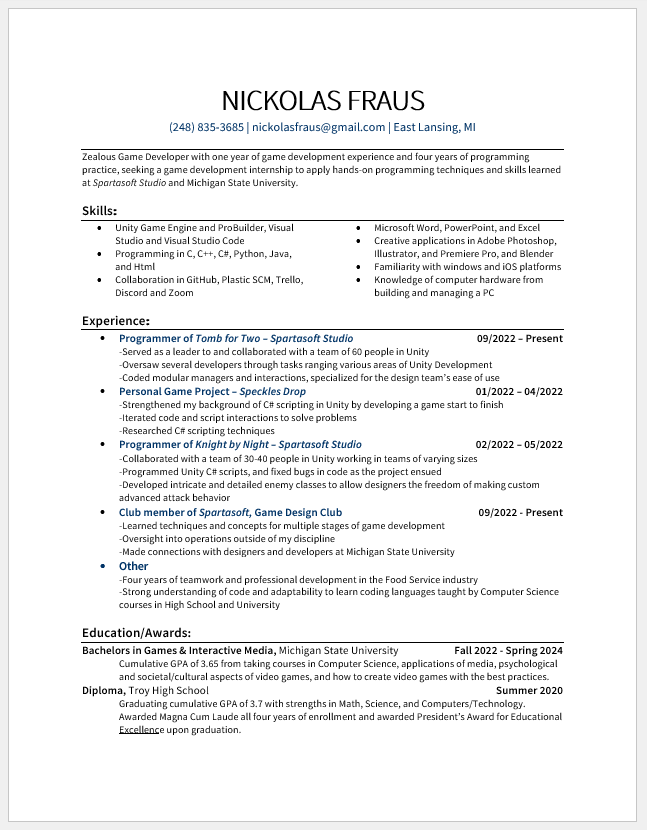 NICKOLAS FRAUS
(248) 835-3685 | nickolasfraus@gmail.com | East Lansing, MI
Zealous Game Developer with one year of game development experience and four years of programming
practice, seeking a game development internship to apply hands-on programming techniques and skills learned
at Spartasoft Studio and Michigan State University.
Skills:
• Unity Game Engine and ProBuilder, Visual
Studio and Visual Studio Code
• Programming in C, C++, C#, Python, Java,
and Html
• Collaboration in GitHub, Plastic SCM, Trello,
Discord and Zoom
• Microsoft Word, PowerPoint, and Excel
• Creative applications in Adobe Photoshop,
Illustrator, and Premiere Pro, and Blender
• Familiarity with windows and iOS platforms
• Knowledge of computer hardware from
building and managing a PC
Experience:
• Programmer of Tomb for Two – Spartasoft Studio 09/2022 – Present
-Served as a leader to and collaborated with a team of 60 people in Unity
-Oversaw several developers through tasks ranging various areas of Unity Development
-Coded modular managers and interactions, specialized for the design team's ease of use
• Personal Game Project – Speckles Drop 01/2022 – 04/2022
-Strengthened my background of C# scripting in Unity by developing a game start to finish
-Iterated code and script interactions to solve problems
-Researched C# scripting techniques
• Programmer of Knight by Night – Spartasoft Studio 02/2022 – 05/2022
-Collaborated with a team of 30-40 people in Unity working in teams of varying sizes
-Programmed Unity C# scripts, and fixed bugs in code as the project ensued
-Developed intricate and detailed enemy classes to allow designers the freedom of making custom
advanced attack behavior
• Club member of Spartasoft, Game Design Club 09/2022 - Present
-Learned techniques and concepts for multiple stages of game development
-Oversight into operations outside of my discipline
-Made connections with designers and developers at Michigan State University
• Other
-Four years of teamwork and professional development in the Food Service industry
-Strong understanding of code and adaptability to learn coding languages taught by Computer Science
courses in High School and University
Education/Awards:
Bachelors in Games & Interactive Media, Michigan State University Fall 2022 - Spring 2024
Cumulative GPA of 3.65 from taking courses in Computer Science, applications of media, psychological
and societal/cultural aspects of video games, and how to create video games with the best practices.
Diploma, Troy High School Summer 2020
Graduating cumulative GPA of 3.7 with strengths in Math, Science, and Computers/Technology.
Awarded Magna Cum Laude all four years of enrollment and awarded President's Award for Educational
Excellence upon graduation.